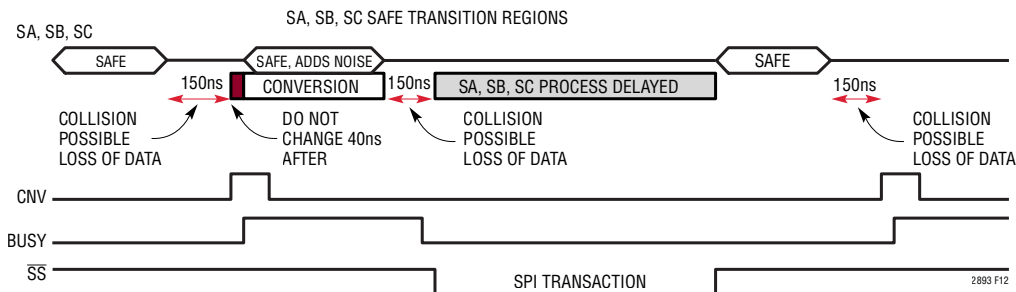 SA, SB, SC SAFE TRANSITION REGIONS
SA, SB, SC
SAFE
SAFE, ADDS NOISE
SAFE
150ns
CONVERSION
150ns
SA, SB, SC PROCESS DELAYED
150ns
COLLISION
POSSIBLE
LOSS OF DATA
DO NOT
CHANGE 40ns
AFTER
COLLISION
POSSIBLE
LOSS OF DATA
COLLISION
POSSIBLE
LOSS OF DATA
CNV
BUSY
SS
SPI TRANSACTION
2893 F12